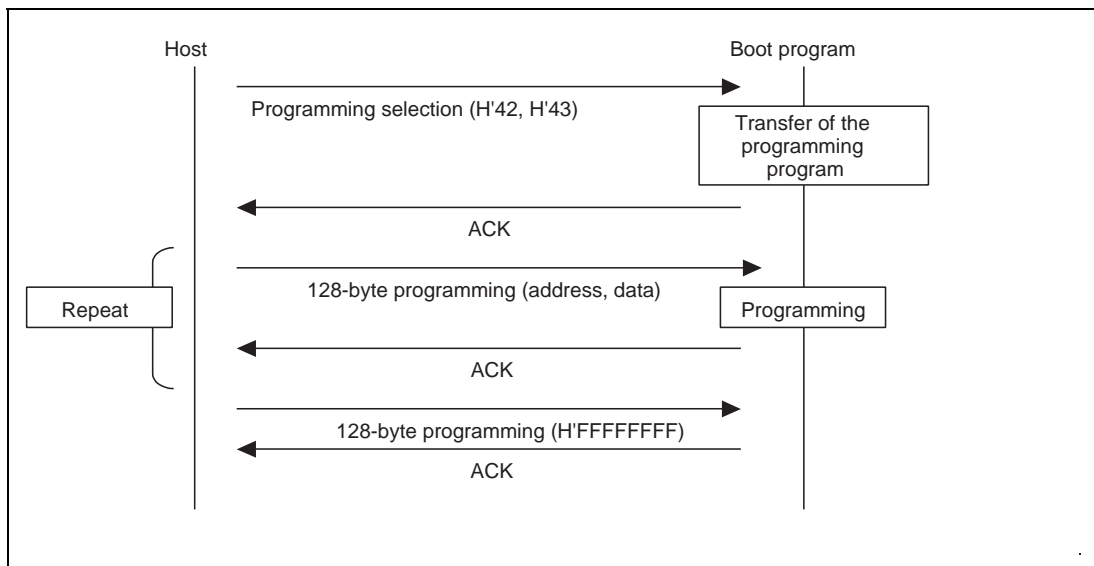 Host
Boot program
Programming selection (H'42, H'43)
Transfer of the
programming
program
ACK
128-byte programming (address, data)
Repeat
Programming
ACK
128-byte programming (H'FFFFFFFF)
ACK